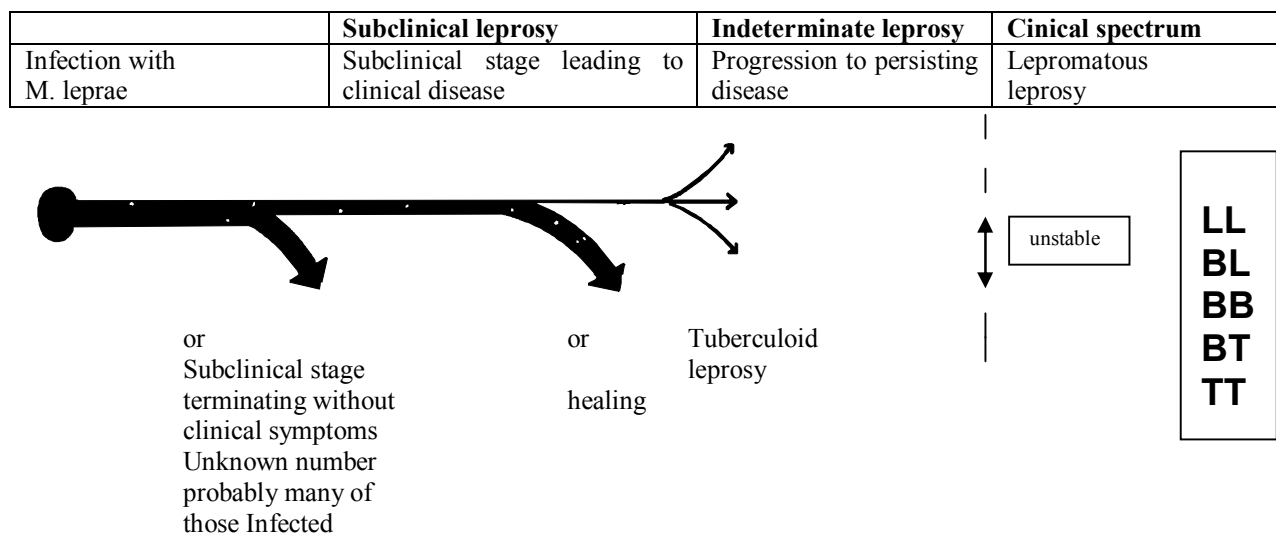 Subclinical leprosy
Indeterminate leprosy
Cinical spectrum
Infection with
M. leprae
Subclinical stage leading to
clinical disease
Progression to persisting
disease
Lepromatous
leprosy
unstable
LL
BL
BB
BT
TT
or
Subclinical stage
terminating without
clinical symptoms
Unknown number
probably many of
those Infected
or
healing
Tuberculoid
leprosy